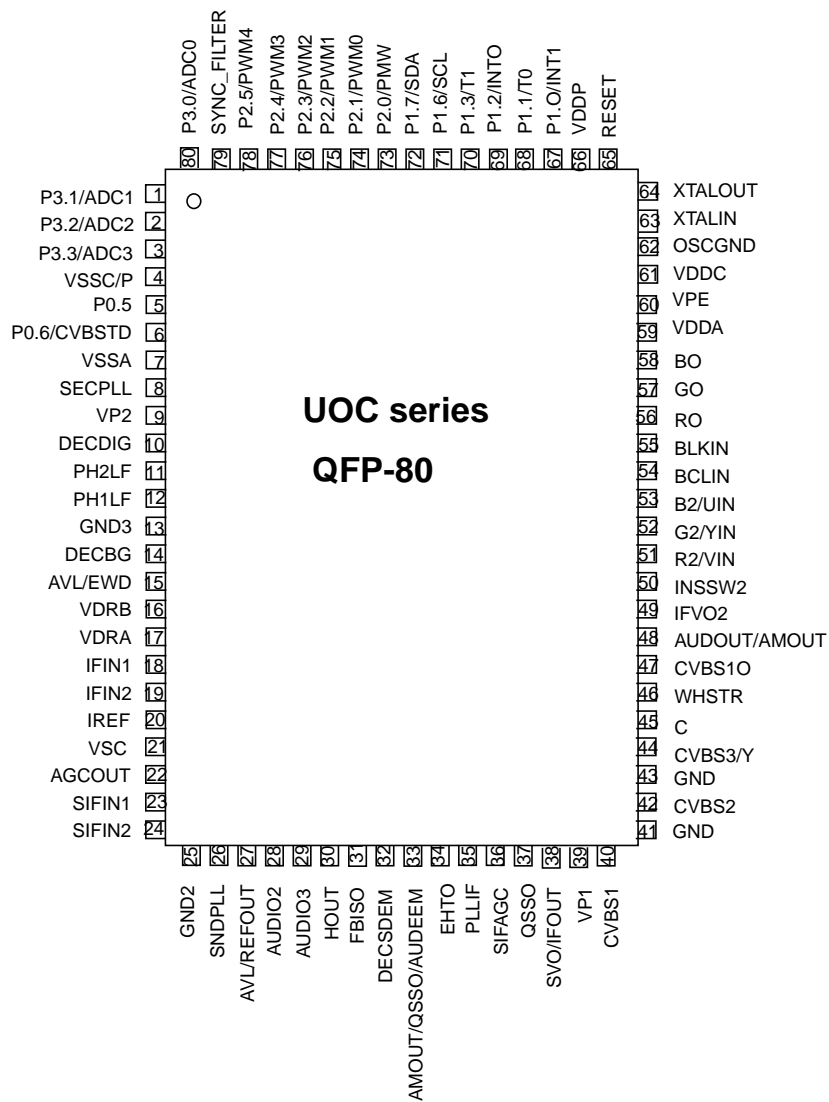 P3.0/ADC0
SYNC_FILTER
P2.5/PWM4
P2.4/PWM3
P2.3/PWM2
P2.2/PWM1
P2.1/PWM0
P2.0/PMW
P1.7/SDA
P1.6/SCL
P1.3/T1
P1.2/INTO
P1.1/T0
P1.O/INT1
VDDP
RESET
80 79 78 77 76 75 74 73 72 71 70 69 68 67 66 65
P3.1/ADC1 1
P3.2/ADC2 2
P3.3/ADC3 3
VSSC/P 4
P0.5 5
P0.6/CVBSTD 6
VSSA 7
SECPLL 8
VP2 9
DECDIG 10
PH2LF 11
PH1LF 12
GND3 13
DECBG 14
AVL/EWD 15
VDRB 16
VDRA 17
IFIN1 18
IFIN2 19
IREF 20
VSC 21
AGCOUT 22
SIFIN1 23
SIFIN2 24
UOC series
QFP-80
64 XTALOUT
63 XTALIN
62 OSCGND
61 VDDC
60 VPE
59 VDDA
58 BO
57 GO
56 RO
55 BLKIN
54 BCLIN
53 B2/UIN
52 G2/YIN
51 R2/VIN
50 INSSW2
49 IFVO2
48 AUDOUT/AMOUT
47 CVBS1O
46 WHSTR
45 C
44 CVBS3/Y
43 GND
42 CVBS2
41 GND
25 26 27 28 29 30 31 32 33 34 35 36 37 38 39 40
GND2
SNDPLL
AVL/REFOUT
AUDIO2
AUDIO3
HOUT
FBISO
DECSDEM
AMOUT/QSSO/AUDEEM
EHTO
PLLIF
SIFAGC
QSSO
SVO/IFOUT
VP1
CVBS1